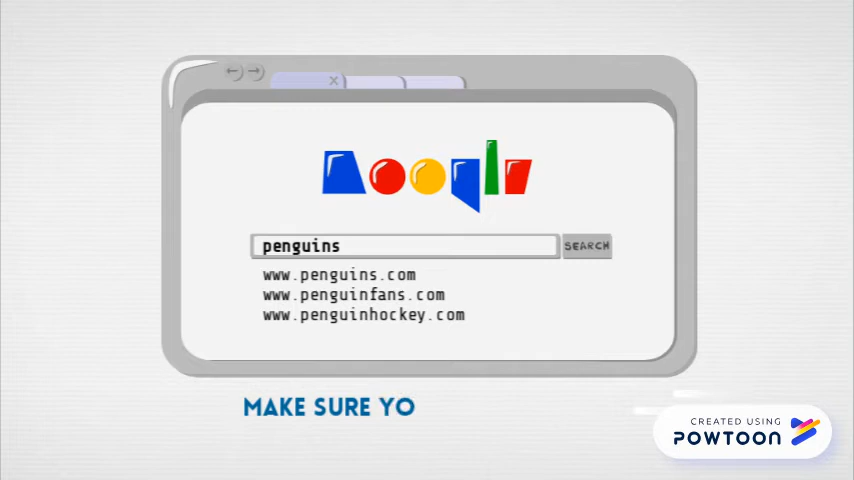 penguins
SEARCH
www.penguins.com
www.penguinfans.com
www.penguinhockey.com
MAKE SURE YO
CREATED USING
POWTOON